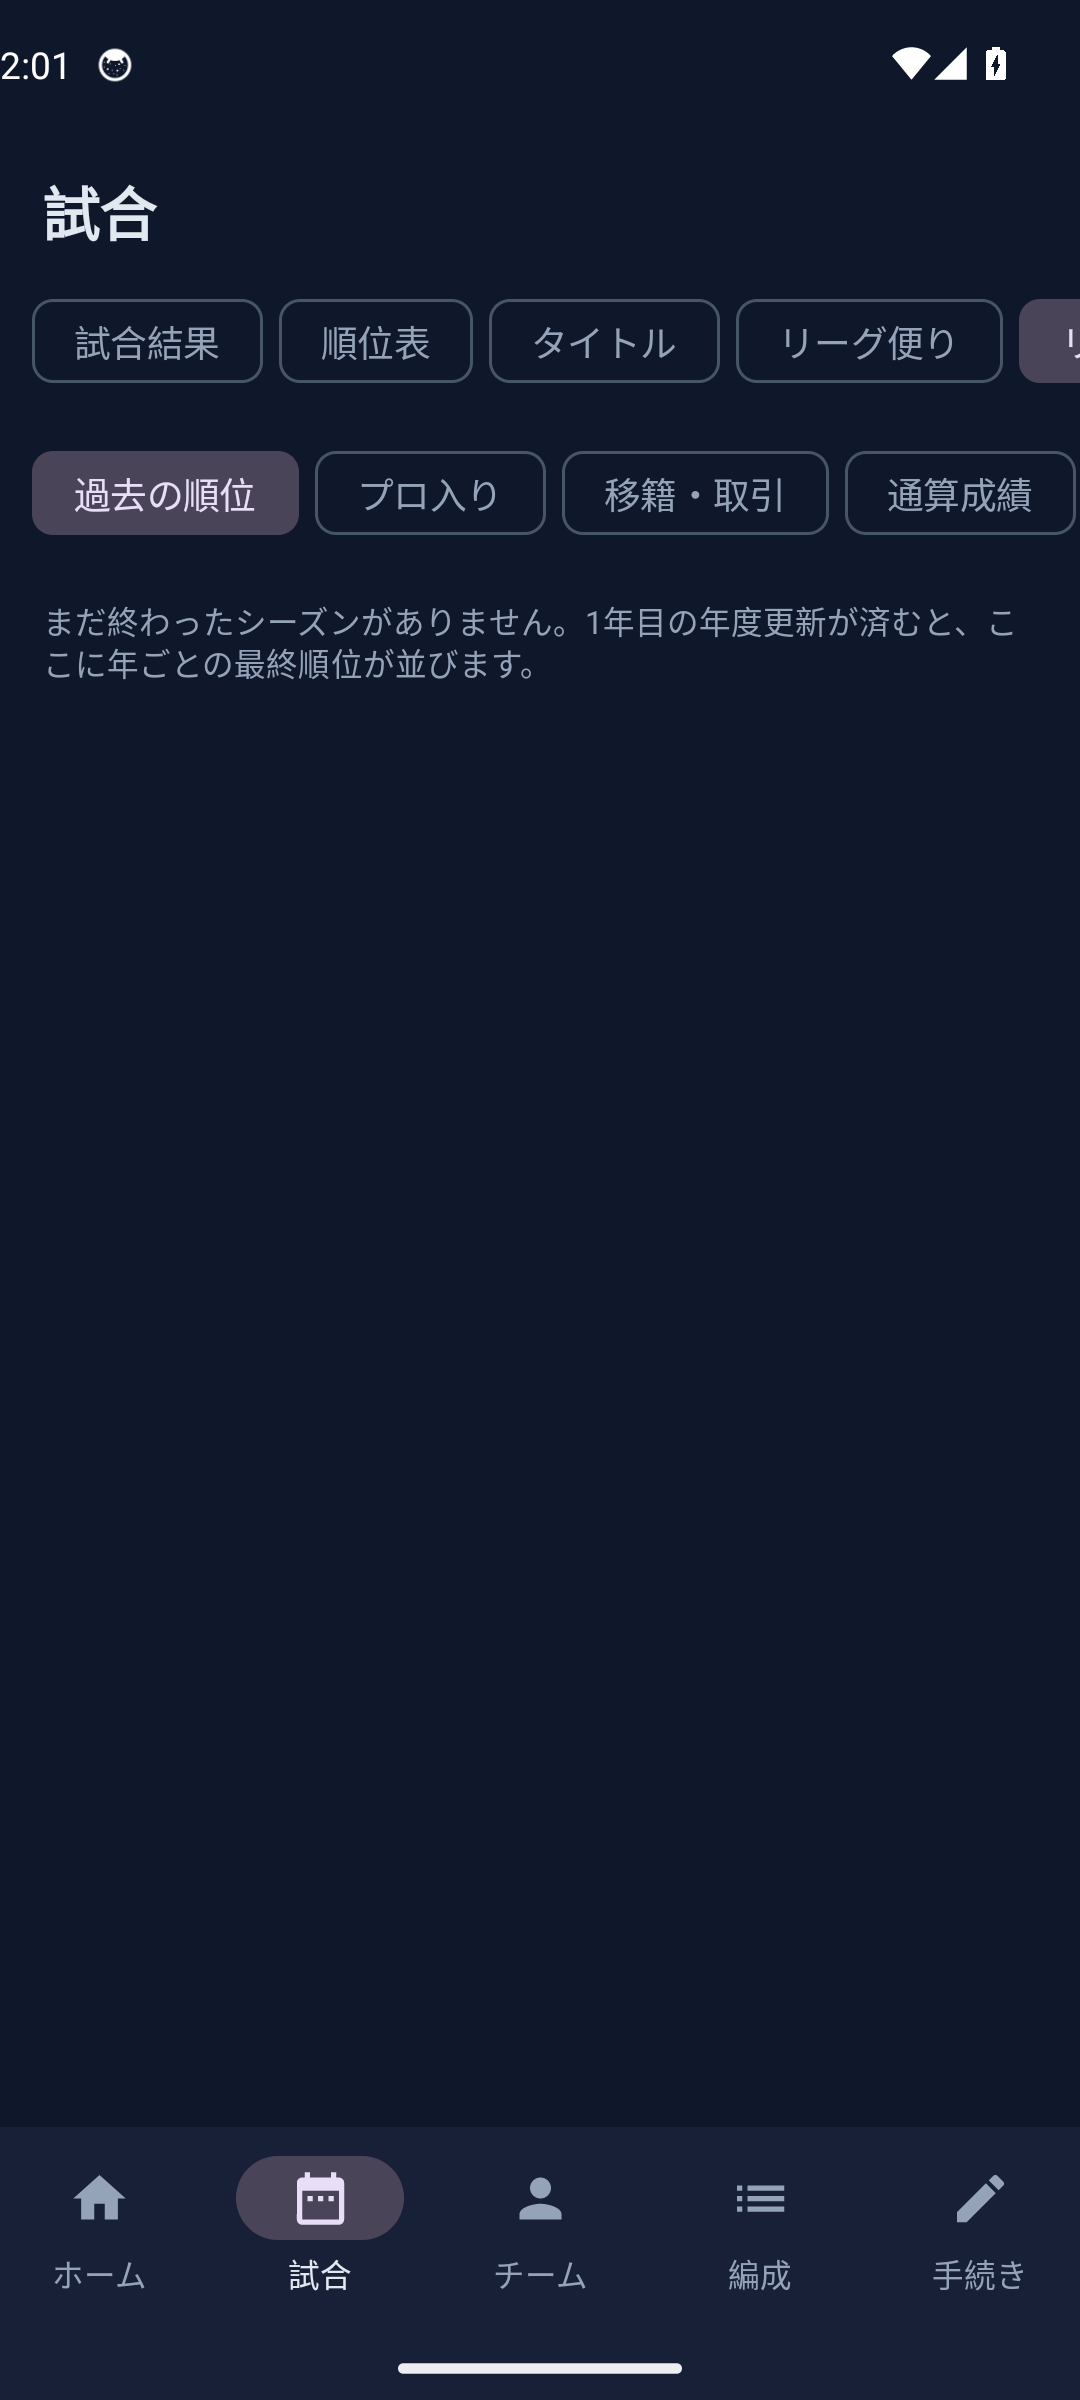 2:01
試合
試合結果 順位表 タイトル リーグ便り リ
過去の順位 プロ入り 移籍・取引 通算成績
まだ終わったシーズンがありません。1年目の年度更新が済むと、こ
こに年ごとの最終順位が並びます。
ホーム 試合 チーム 編成 手続き